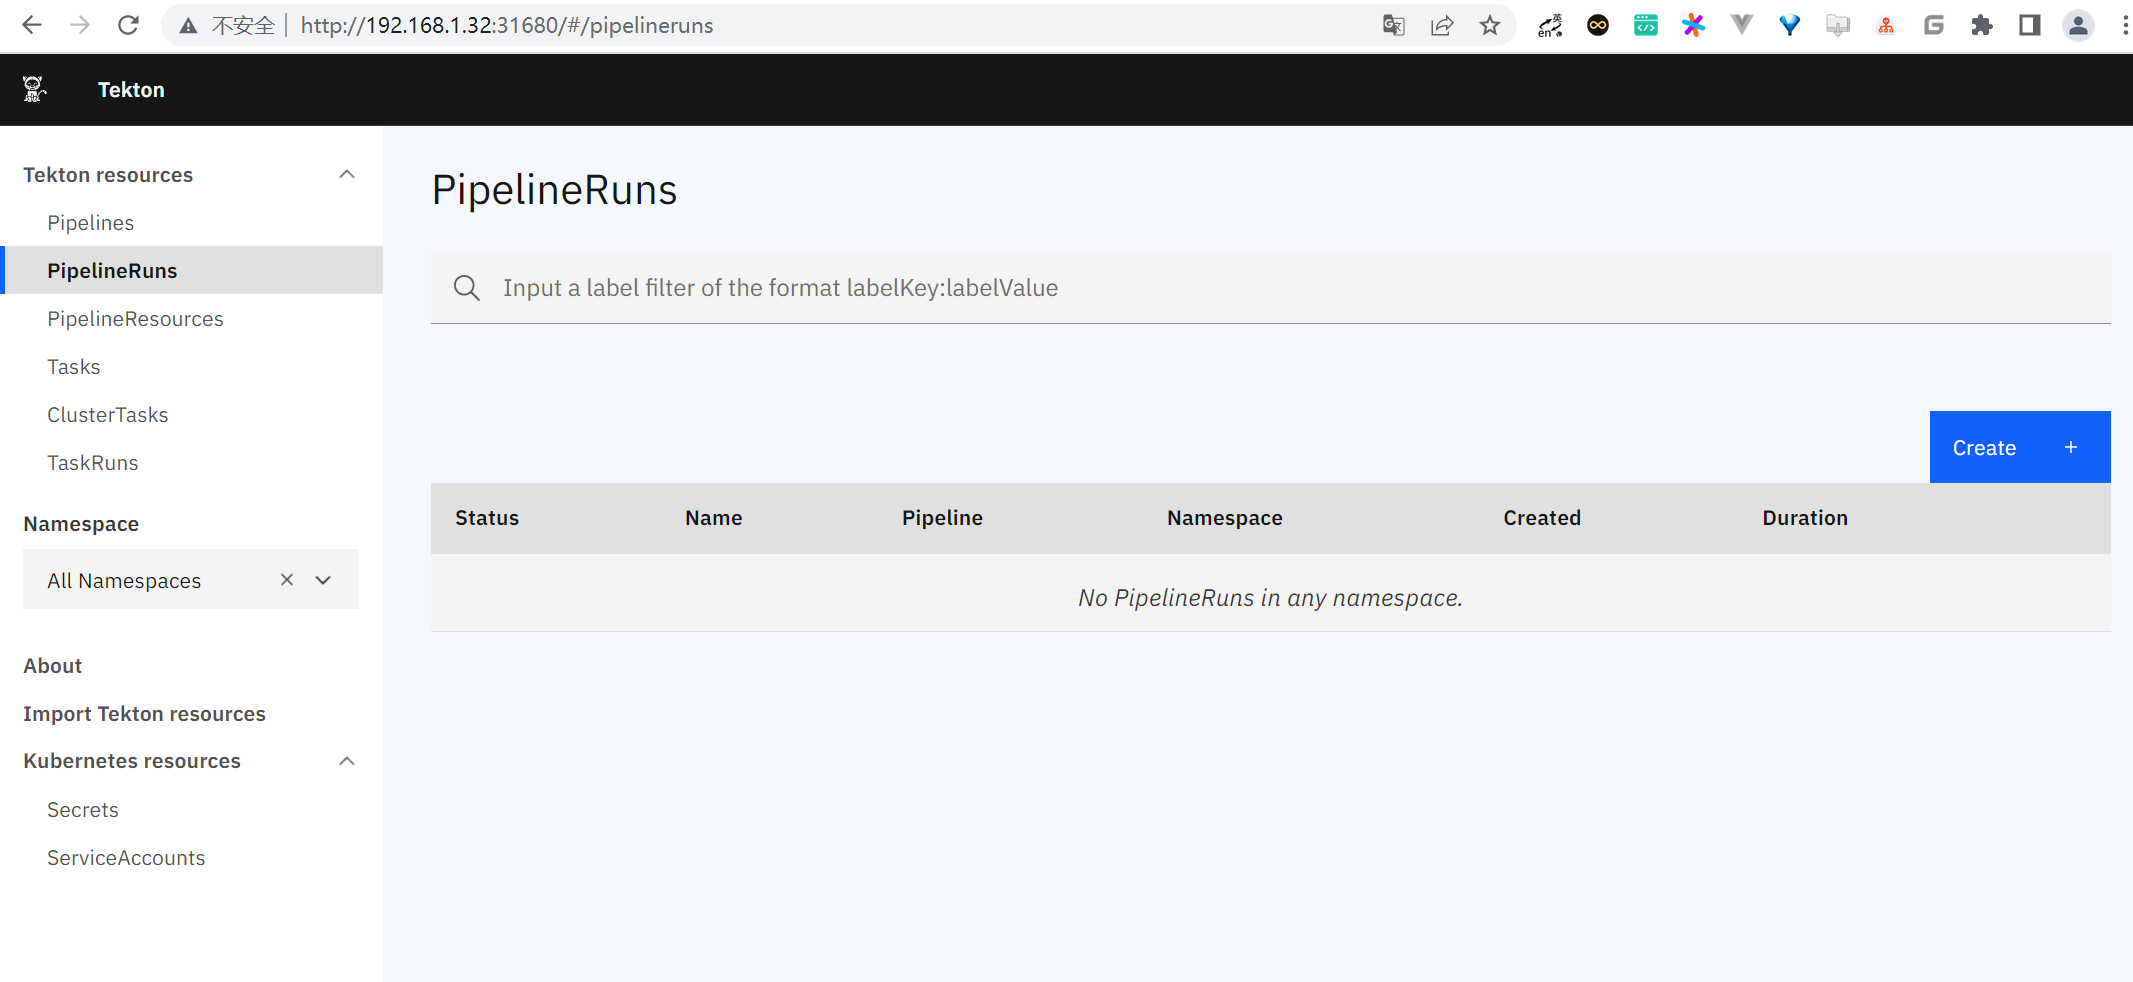 不安全 http://192.168.1.32:31680/#/pipelineruns
英
en
Tekton
Tekton resources
Pipelines
PipelineRuns
PipelineResources
Tasks
ClusterTasks
TaskRuns
Namespace
All Namespaces
About
Import Tekton resources
Kubernetes resources
Secrets
ServiceAccounts
PipelineRuns
Input a label filter of the format labelKey:labelValue
Create +
Status Name Pipeline Namespace Created Duration
No PipelineRuns in any namespace.